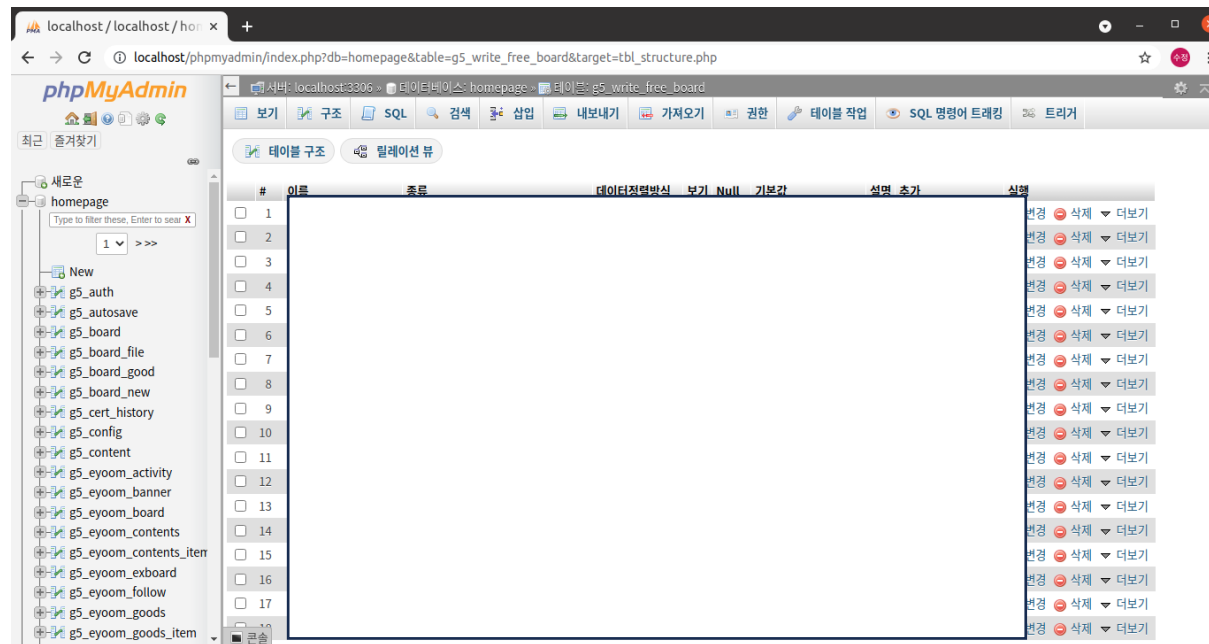 localhost / localhost / hon
localhost/phpmyadmin/index.php?db=homepage&table=g5_write_free_board&target=tbl_structure.php
수정
phpMyAdmin
최근 즐겨찾기
새로운
homepage
Type to filter these, Enter to sear X
1 > >>
New
g5_auth
g5_autosave
g5_board
g5_board_file
g5_board_good
g5_board_new
g5_cert_history
g5_config
g5_content
g5_eyoom_activity
g5_eyoom_banner
g5_eyoom_board
g5_eyoom_contents
g5_eyoom_contents_item
g5_eyoom_exboard
g5_eyoom_follow
g5_eyoom_goods
g5_eyoom_goods_item
서버: localhost:3306 » 데이터베이스: homepage » 테이블: g5_write_free_board
보기 구조 SQL 검색 삽입 내보내기 가져오기 권한 테이블 작업 SQL 명령어 트래킹 트리거
테이블 구조 릴레이션 뷰
# 이름 종류 데이터정렬방식 보기 Null 기본값 설명 추가 실행
1 변경 삭제 더보기
2 변경 삭제 더보기
3 변경 삭제 더보기
4 변경 삭제 더보기
5 변경 삭제 더보기
6 변경 삭제 더보기
7 변경 삭제 더보기
8 변경 삭제 더보기
9 변경 삭제 더보기
10 변경 삭제 더보기
11 변경 삭제 더보기
12 변경 삭제 더보기
13 변경 삭제 더보기
14 변경 삭제 더보기
15 변경 삭제 더보기
16 변경 삭제 더보기
17 변경 삭제 더보기
변경 삭제 더보기
콘솔